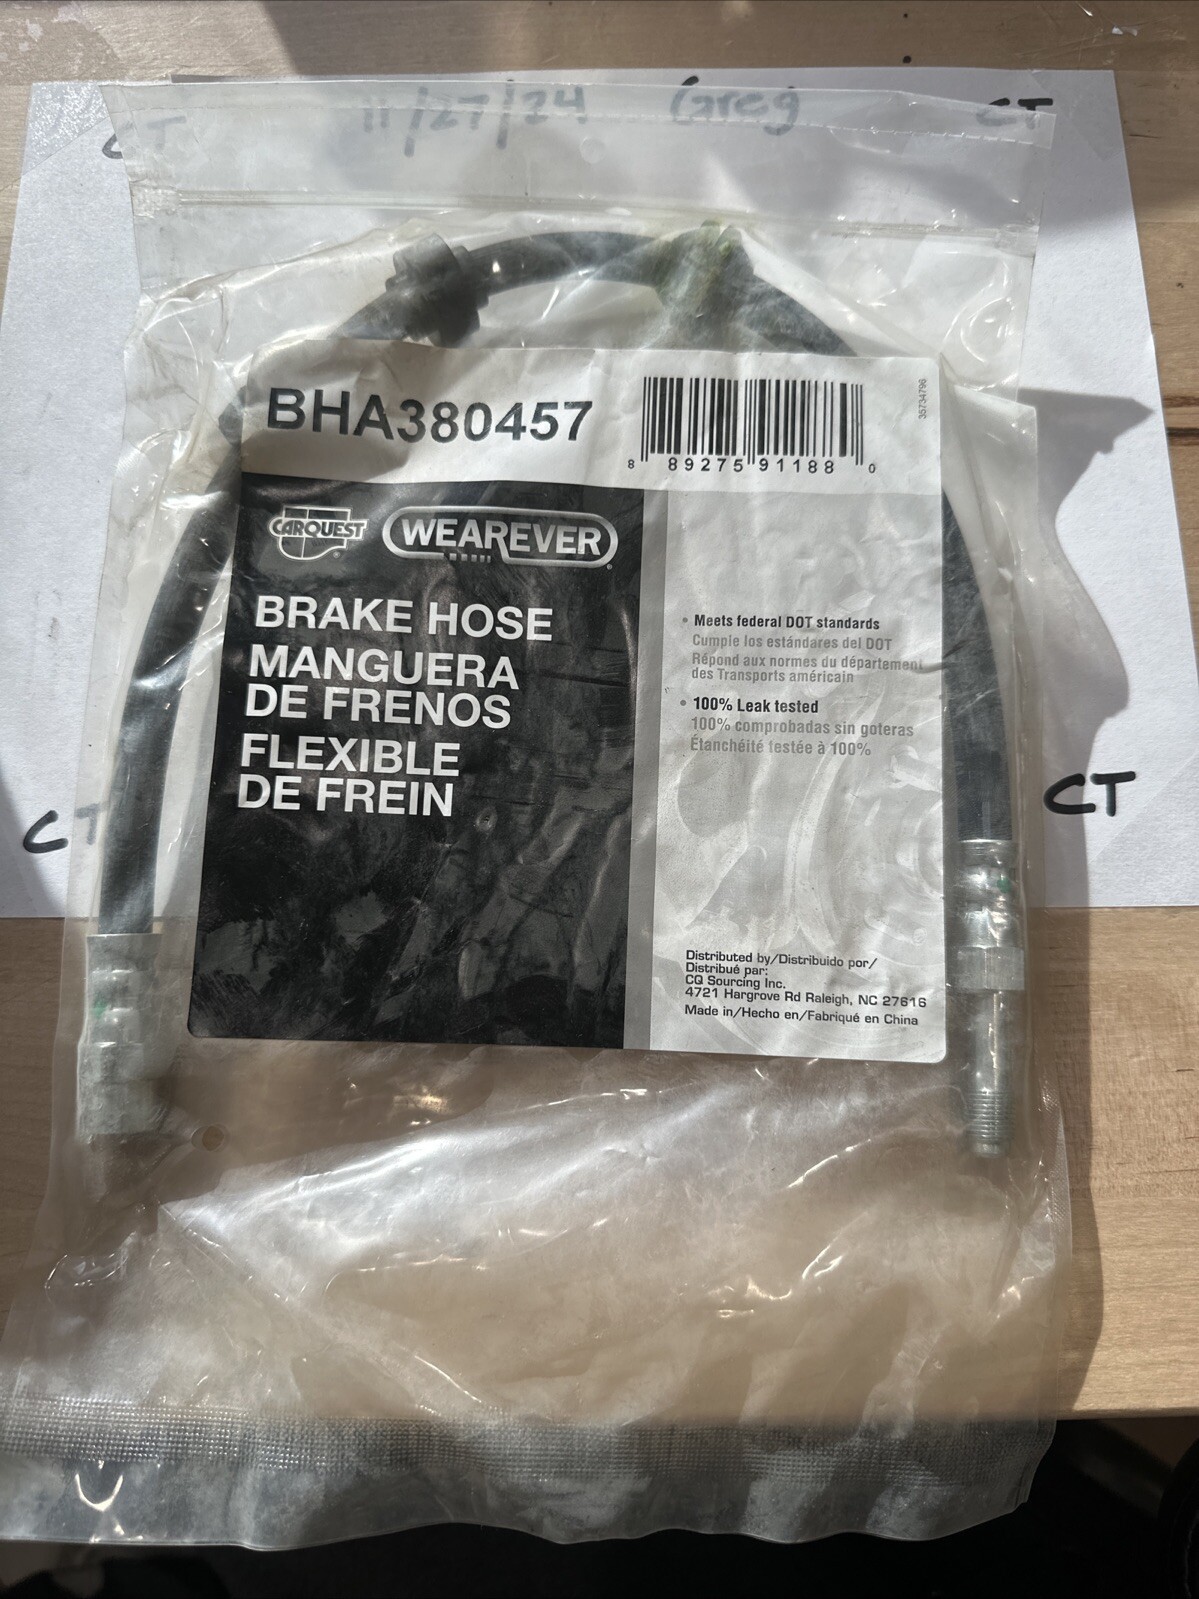 CT 11/27/24 Greg CT
BHA380457
35734796
8 89275 91188 0
CARQUEST WEAREVER
BRAKE HOSE
MANGUERA
DE FRENOS
FLEXIBLE
DE FREIN
• Meets federal DOT standards
Cumple los estándares del DOT
Répond aux normes du département
des Transports américain
• 100% Leak tested
100% comprobadas sin goteras
Étanchéité testée à 100%
CT
CT
Distributed by/Distribuido por/
Distribué par:
CQ Sourcing Inc.
4721 Hargrove Rd Raleigh, NC 27616
Made in/Hecho en/Fabriqué en China